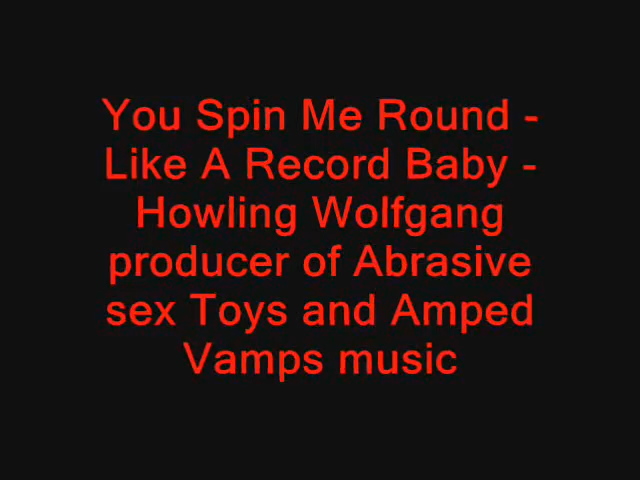 You Spin Me Round -
Like A Record Baby -
Howling Wolfgang
producer of Abrasive
sex Toys and Amped
Vamps music